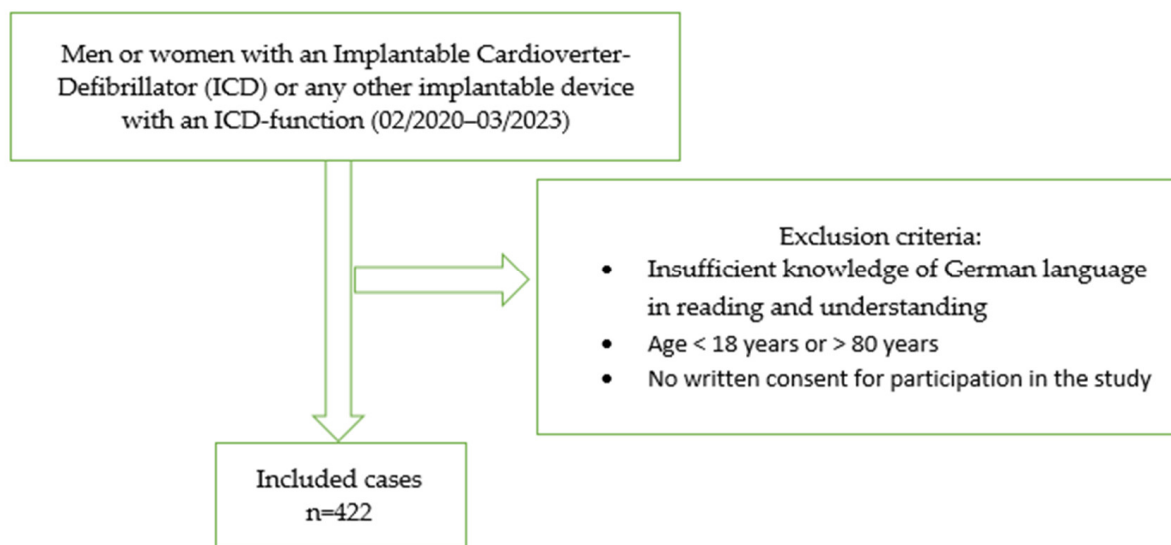 Men or women with an Implantable Cardioverter-
Defibrillator (ICD) or any other implantable device
with an ICD-function (02/2020–03/2023)
Exclusion criteria:
• Insufficient knowledge of German language
in reading and understanding
• Age < 18 years or > 80 years
• No written consent for participation in the study
Included cases
n=422